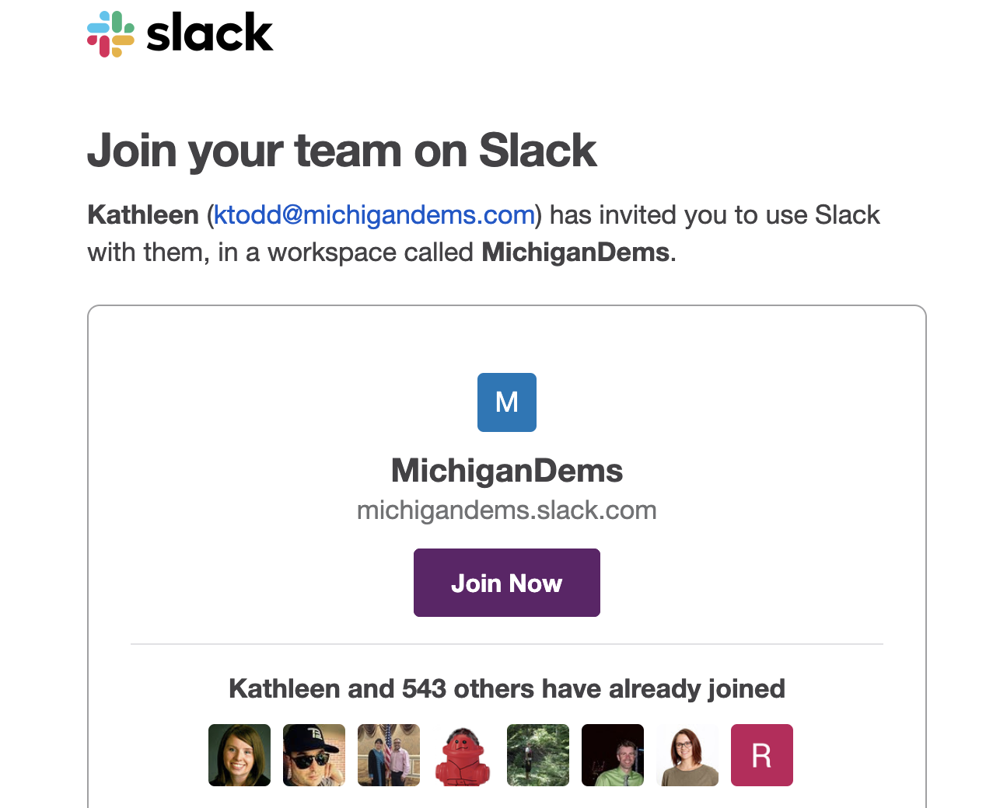 slack
Join your team on Slack
Kathleen (ktodd@michigandems.com) has invited you to use Slack
with them, in a workspace called MichiganDems.
M
MichiganDems
michigandems.slack.com
Join Now
Kathleen and 543 others have already joined
R